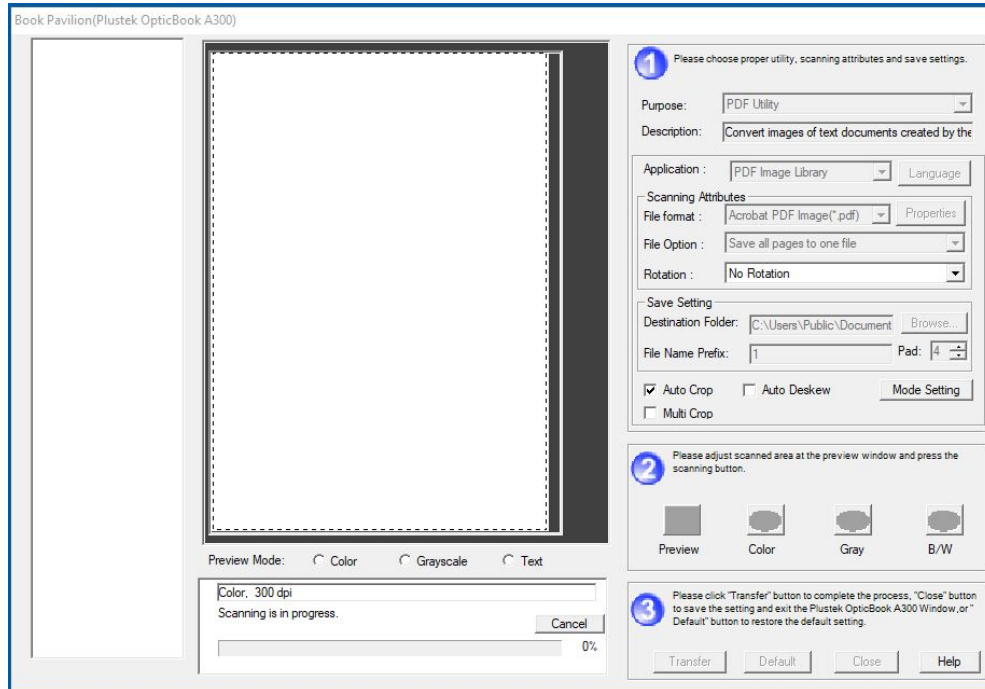 Book Pavilion(Plustek OpticBook A300)
1
Please choose proper utility, scanning attributes and save settings.
Purpose: PDF Utility
Description: Convert images of text documents created by the
Application : PDF Image Library Language
Scanning Attributes
File format : Acrobat PDF Image(*.pdf) Properties
File Option : Save all pages to one file
Rotation : No Rotation
Save Setting
Destination Folder: C:\Users\Public\Document Browse...
File Name Prefix: 1 Pad: 4
Auto Crop Auto Deskew Mode Setting
Multi Crop
2
Please adjust scanned area at the preview window and press the
scanning button.
Preview Color Gray B/W
Preview Mode: Color Grayscale Text
Color, 300 dpi
Scanning is in progress.
Cancel
0%
3
Please click "Transfer" button to complete the process, "Close" button
to save the setting and exit the Plustek OpticBook A300 Window,or "
Default" button to restore the default setting.
Transfer Default Close Help